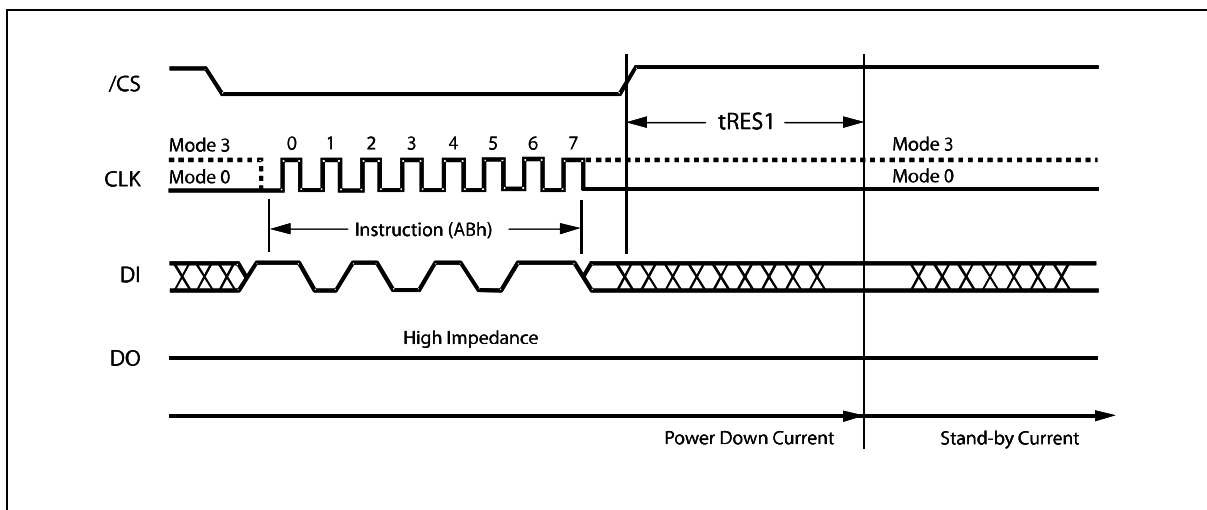 /CS
tRES1
Mode 3
0 1 2 3 4 5 6 7
Mode 3
CLK
Mode 0
Mode 0
Instruction (ABh)
DI
High Impedance
DO
Power Down Current
Stand-by Current